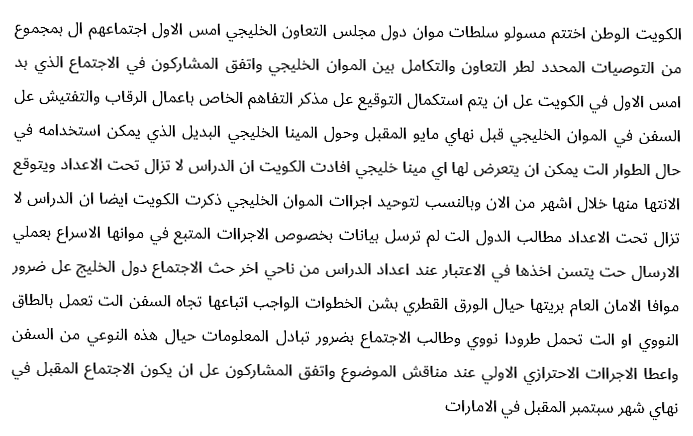 الكويت الوطن اختتم مسولو سلطات موان دول مجلس التعاون الخليجي امس الاول اجتماعهم ال بمجموع
من التوصيات المحدد لطر التعاون والتكامل بين الموان الخليجي واتفق المشاركون في الاجتماع الذي بد
امس الاول في الكويت عل ان يتم استكمال التوقيع عل مذكر التفاهم الخاص باعمال الرقاب والتفتيش عل
السفن في الموان الخليجي قبل نهاي مايو المقبل وحول المينا الخليجي البديل الذي يمكن استخدامه في
حال الطوار الت يمكن ان يتعرض لها اي مينا خليجي افادت الكويت ان الدراس لا تزال تحت الاعداد ويتوقع
الانتها منها خلال اشهر من الان وبالنسب لتوحيد اجراات الموان الخليجي ذكرت الكويت ايضا ان الدراس لا
تزال تحت الاعداد مطالب الدول الت لم ترسل بيانات بخصوص الاجراات المتبع في موانها الاسراع بعملي
الارسال حت يتسن اخذها في الاعتبار عند اعداد الدراس من ناحي اخر حث الاجتماع دول الخليج عل ضرور
موافا الامان العام بريتها حيال الورق القطري بشن الخطوات الواجب اتباعها تجاه السفن الت تعمل بالطاق
النووي او الت تحمل طرودا نووي وطالب الاجتماع بضرور تبادل المعلومات حيال هذه النوعي من السفن
واعطا الاجراات الاحترازي الاولي عند مناقش الموضوع واتفق المشاركون عل ان يكون الاجتماع المقبل في
نهاي شهر سبتمبر المقبل في الامارات